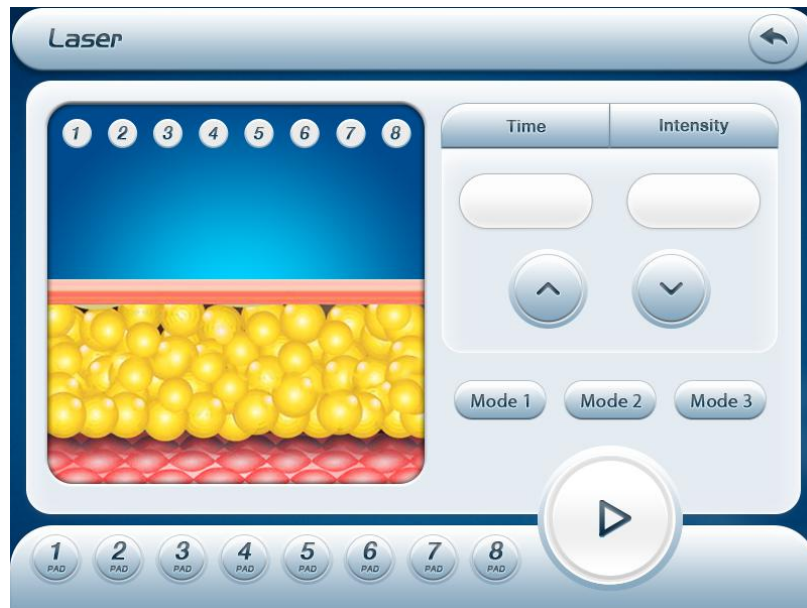 Laser
1 2 3 4 5 6 7 8
Time Intensity
Mode 1 Mode 2 Mode 3
1 PAD 2 PAD 3 PAD 4 PAD 5 PAD 6 PAD 7 PAD 8 PAD